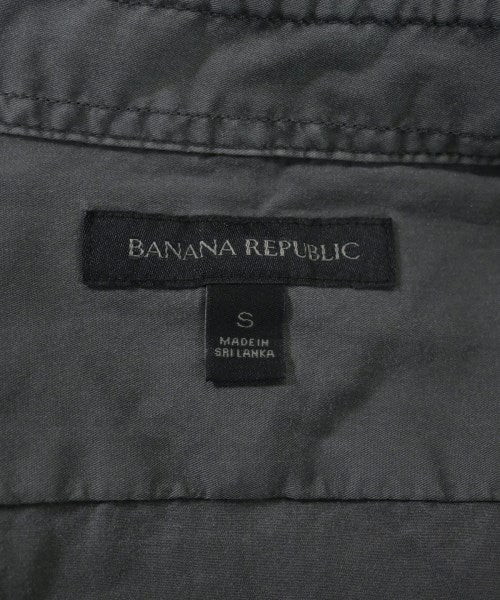 BANANA REPUBLIC
S
MADE IN
SRI LANKA